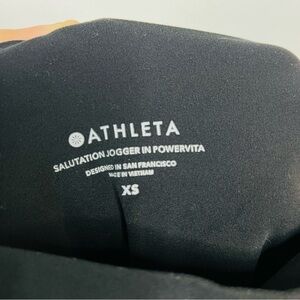 ATHLETA
SALUTATION JOGGER IN POWERVITA
DESIGNED IN SAN FRANCISCO
MADE IN VIETNAM
XS